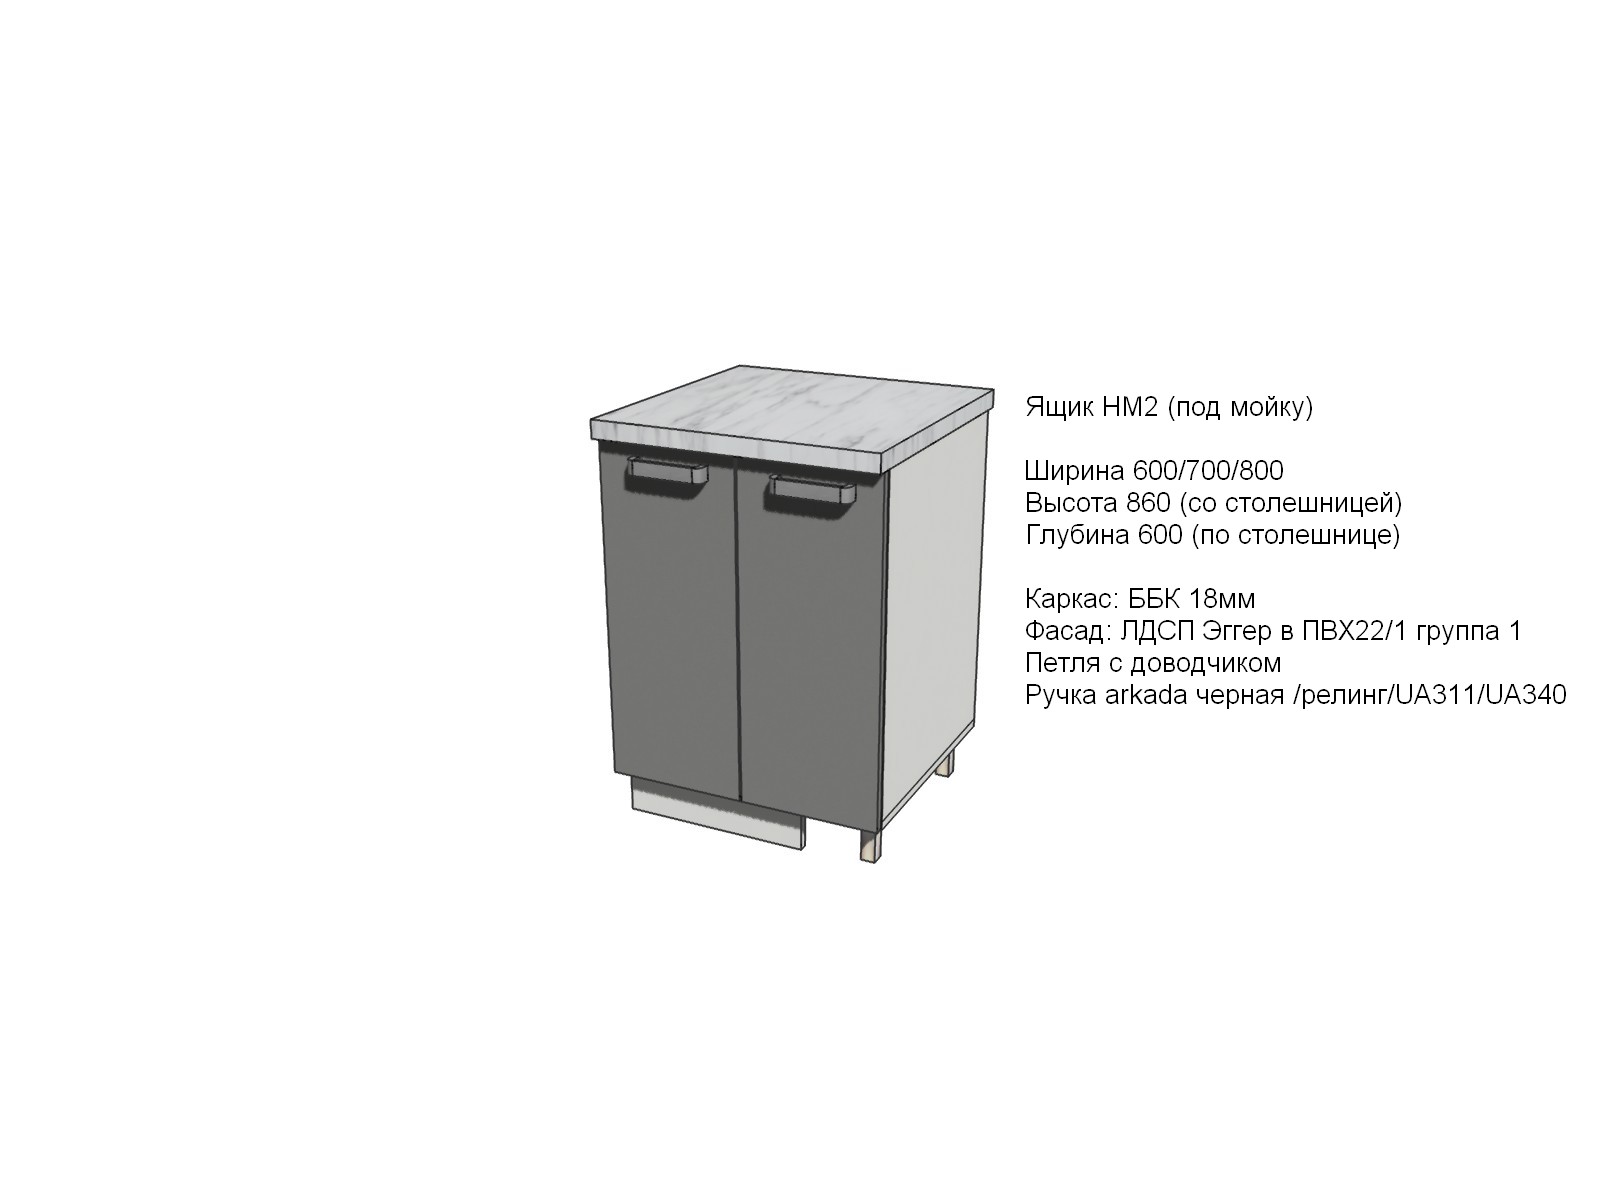 Ящик НМ2 (под мойку)
Ширина 600/700/800
Высота 860 (со столешницей)
Глубина 600 (по столешнице)
Каркас: ББК 18мм
Фасад: ЛДСП Эггер в ПВХ22/1 группа 1
Петля с доводчиком
Ручка arkada черная /релинг/UA311/UA340